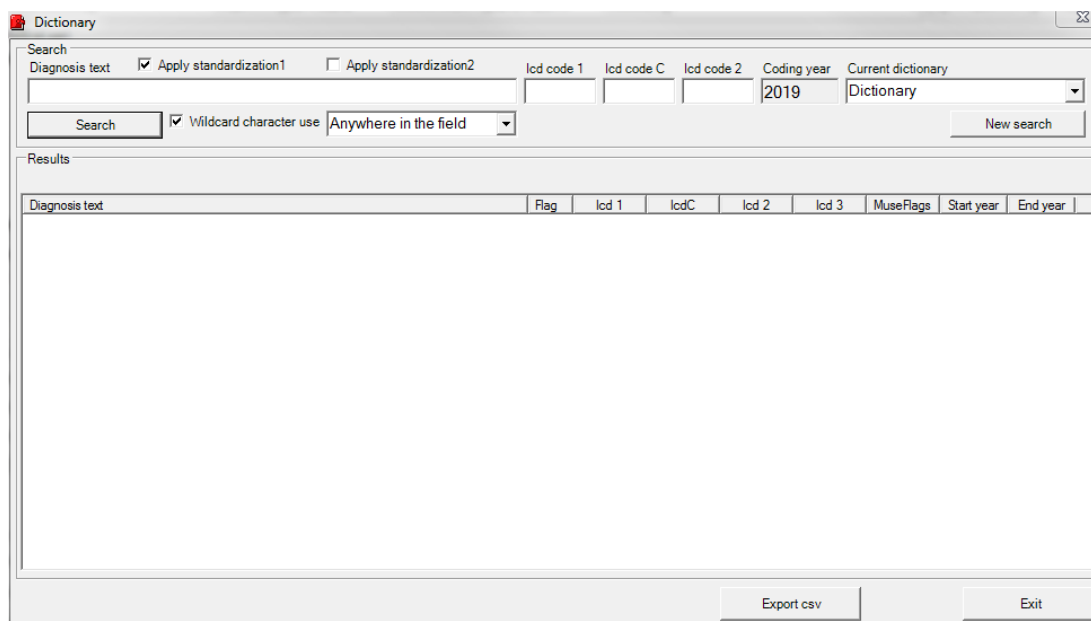 Dictionary
Search
Diagnosis text Apply standardization1 Apply standardization2 Icd code 1 Icd code C Icd code 2 Coding year Current dictionary
2019 Dictionary
Search Wildcard character use Anywhere in the field New search
Results
Diagnosis text Flag Icd 1 IcdC Icd 2 Icd 3 MuseFlags Start year End year
Export csv Exit